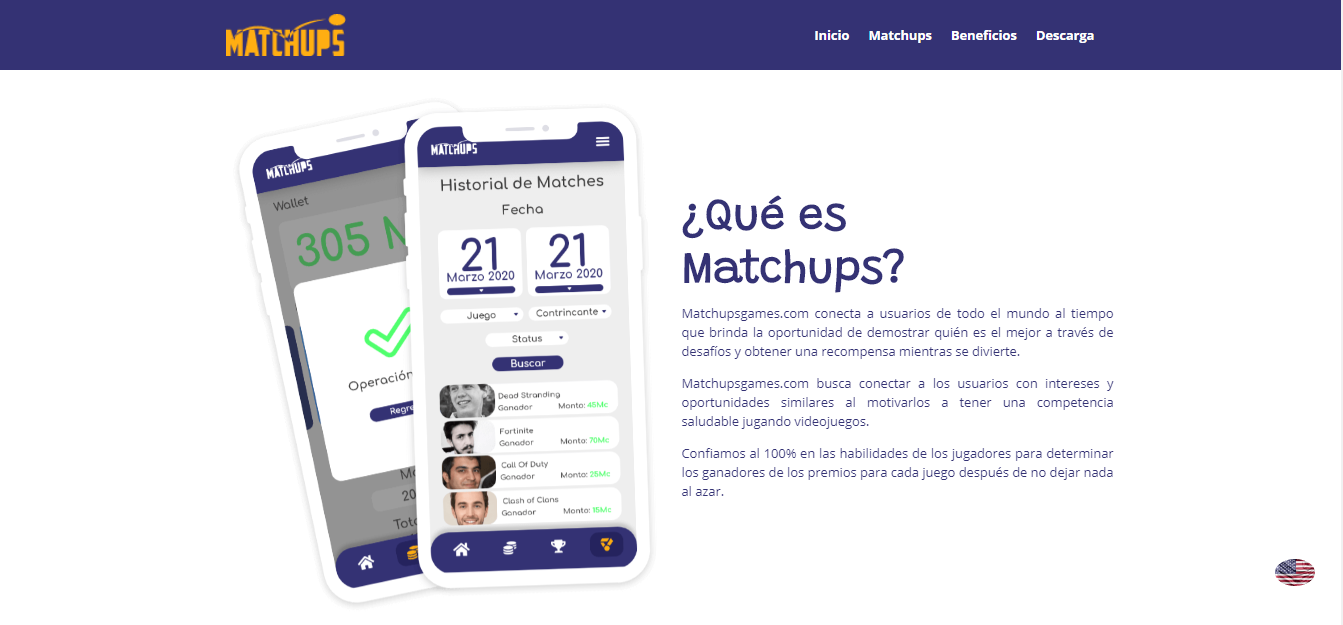 MATCHUPS
Inicio Matchups Beneficios Descarga
MATCHUPS
Wallet
305
Operación
MATCHUPS
Historial de Matches
Fecha
21 21
Marzo 2020 Marzo 2020
Juego Contrincante
Status
Buscar
Dead Stranding
Ganador Monto: 45Mc
Fortinite
Ganador Monto: 70Mc
Call Of Duty
Ganador Monto: 25Mc
Clash of Clans
Ganador Monto: 15Mc
¿Qué es
Matchups?
Matchupsgames.com conecta a usuarios de todo el mundo al tiempo
que brinda la oportunidad de demostrar quién es el mejor a través de
desafíos y obtener una recompensa mientras se divierte.
Matchupsgames.com busca conectar a los usuarios con intereses y
oportunidades similares al motivarlos a tener una competencia
saludable jugando videojuegos.
Confiamos al 100% en las habilidades de los jugadores para determinar
los ganadores de los premios para cada juego después de no dejar nada
al azar.